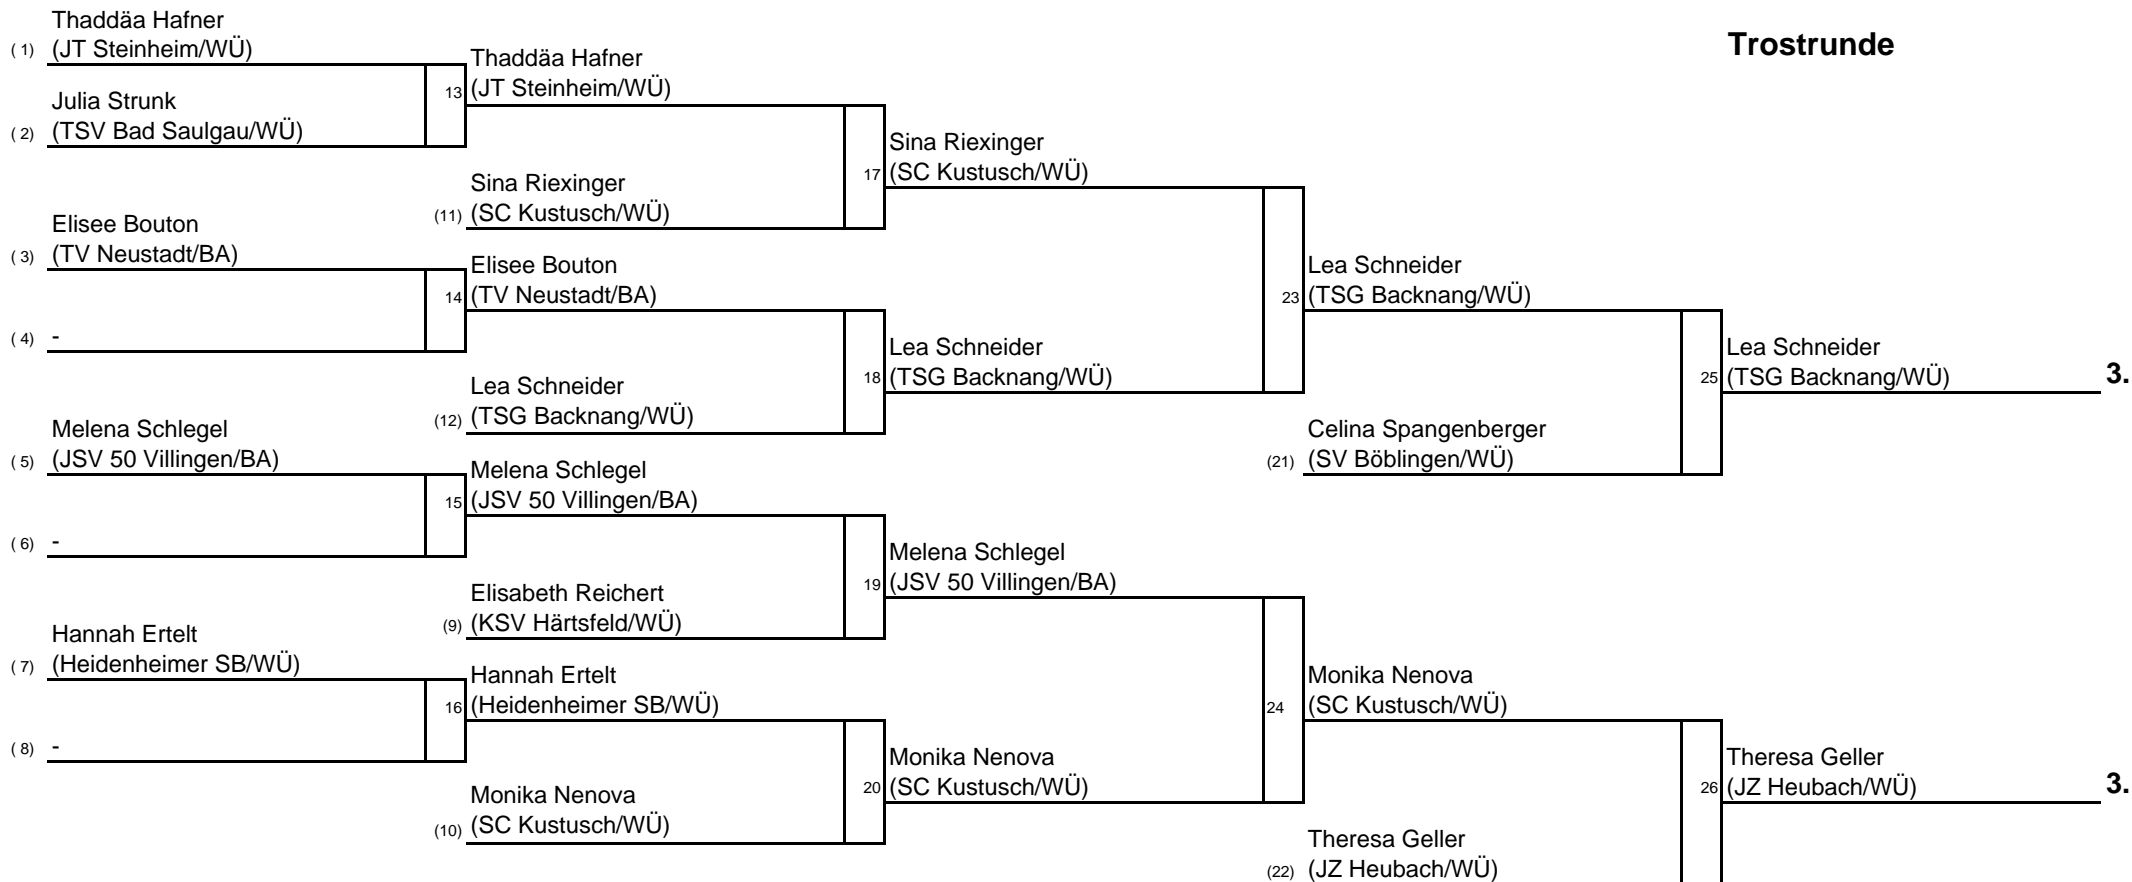 Trostrunde
Thaddäa Hafner
( 1) (JT Steinheim/WÜ)
Julia Strunk
( 2) (TSV Bad Saulgau/WÜ)
Elisee Bouton
( 3) (TV Neustadt/BA)
( 4) -
Melena Schlegel
( 5) (JSV 50 Villingen/BA)
( 6) -
Hannah Ertelt
( 7) (Heidenheimer SB/WÜ)
( 8) -
Thaddäa Hafner
13 (JT Steinheim/WÜ)
Sina Riexinger
(11) (SC Kustusch/WÜ)
Elisee Bouton
14 (TV Neustadt/BA)
Lea Schneider
(12) (TSG Backnang/WÜ)
Melena Schlegel
15 (JSV 50 Villingen/BA)
Elisabeth Reichert
(9) (KSV Härtsfeld/WÜ)
Hannah Ertelt
16 (Heidenheimer SB/WÜ)
Monika Nenova
(10) (SC Kustusch/WÜ)
Sina Riexinger
17 (SC Kustusch/WÜ)
Lea Schneider
18 (TSG Backnang/WÜ)
Melena Schlegel
19 (JSV 50 Villingen/BA)
Monika Nenova
20 (SC Kustusch/WÜ)
Lea Schneider
23 (TSG Backnang/WÜ)
Celina Spangenberger
(21) (SV Böblingen/WÜ)
Monika Nenova
24 (SC Kustusch/WÜ)
Theresa Geller
(22) (JZ Heubach/WÜ)
Lea Schneider
25 (TSG Backnang/WÜ) 3.
Theresa Geller
26 (JZ Heubach/WÜ) 3.